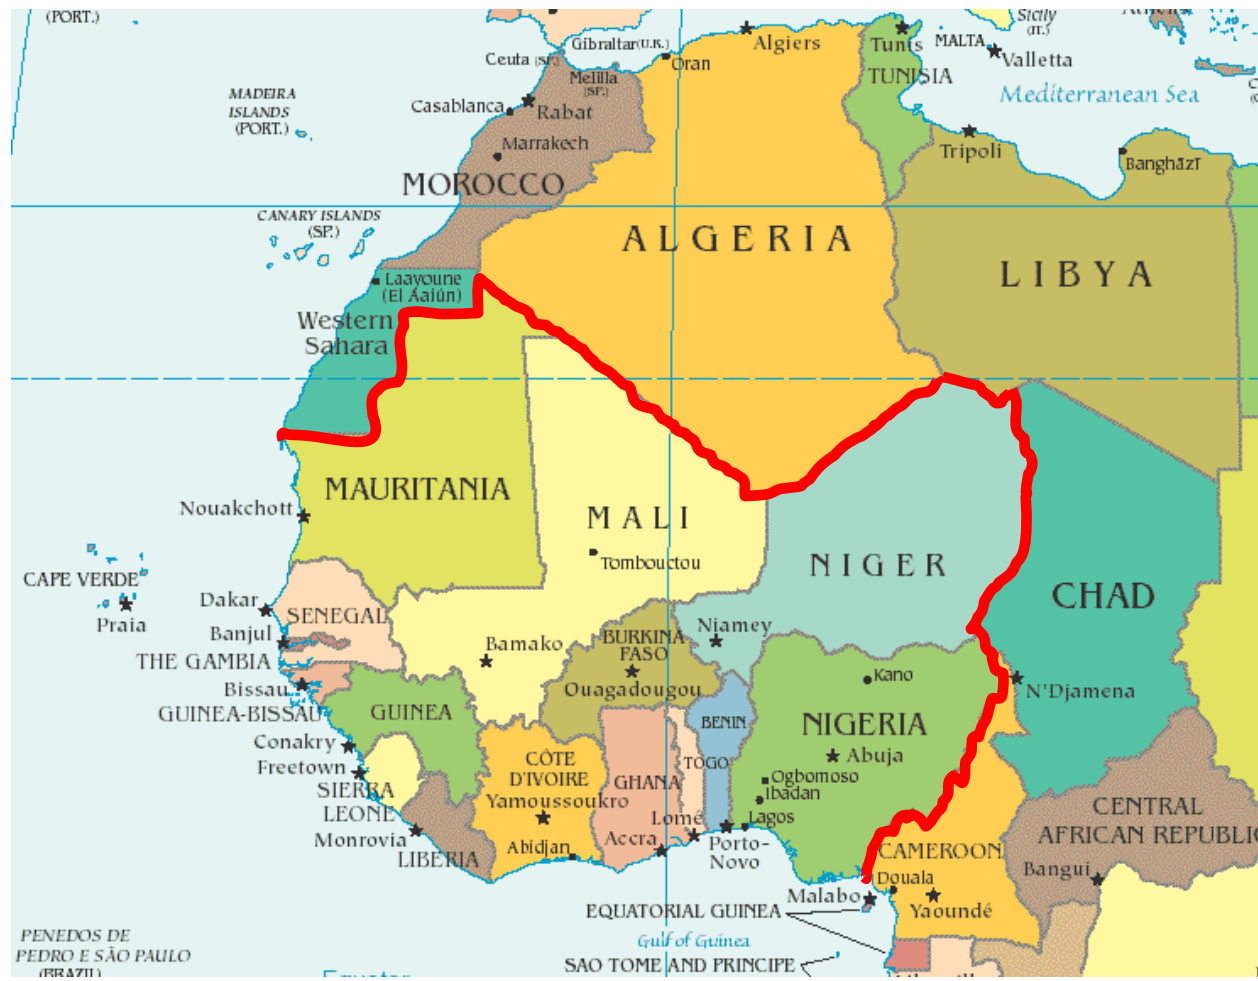 (PORT.)
Sicily
(IT.)
Gibraltar(U.K.)
Algiers
Tunis
MALTA
Ceuta (SP.)
Oran
Valletta
Melilla
(SP.)
TUNISIA
MADEIRA
ISLANDS
(PORT.)
Mediterranean Sea
Casablanca
Rabat
Marrakech
Tripoli
Banghāzī
MOROCCO
CANARY ISLANDS
(SP.)
ALGERIA
LIBYA
Laayoune
(El Aaiún)
Western
Sahara
MAURITANIA
Nouakchott
MALI
Tombouctou
NIGER
CHAD
CAPE VERDE
Praia
Dakar
SENEGAL
Banjul
THE GAMBIA
Bissau
GUINEA-BISSAU
Bamako
BURKINA
FASO
Ouagadougou
Niamey
Kano
N'Djamena
GUINEA
BENIN
NIGERIA
Abuja
Conakry
Freetown
SIERRA
LEONE
Monrovia
LIBERIA
CÔTE
D'IVOIRE
Yamoussoukro
Abidjan
GHANA
TOGO
Accra
Lomé
Ogbomoso
Ibadan
Lagos
Porto-
Novo
CENTRAL
AFRICAN REPUBLIC
Bangui
CAMEROON
Douala
Malabo
Yaoundé
EQUATORIAL GUINEA
Gulf of Guinea
SAO TOME AND PRINCIPE
PENEDOS DE
PEDRO E SÃO PAULO
(BRAZIL)
Equator